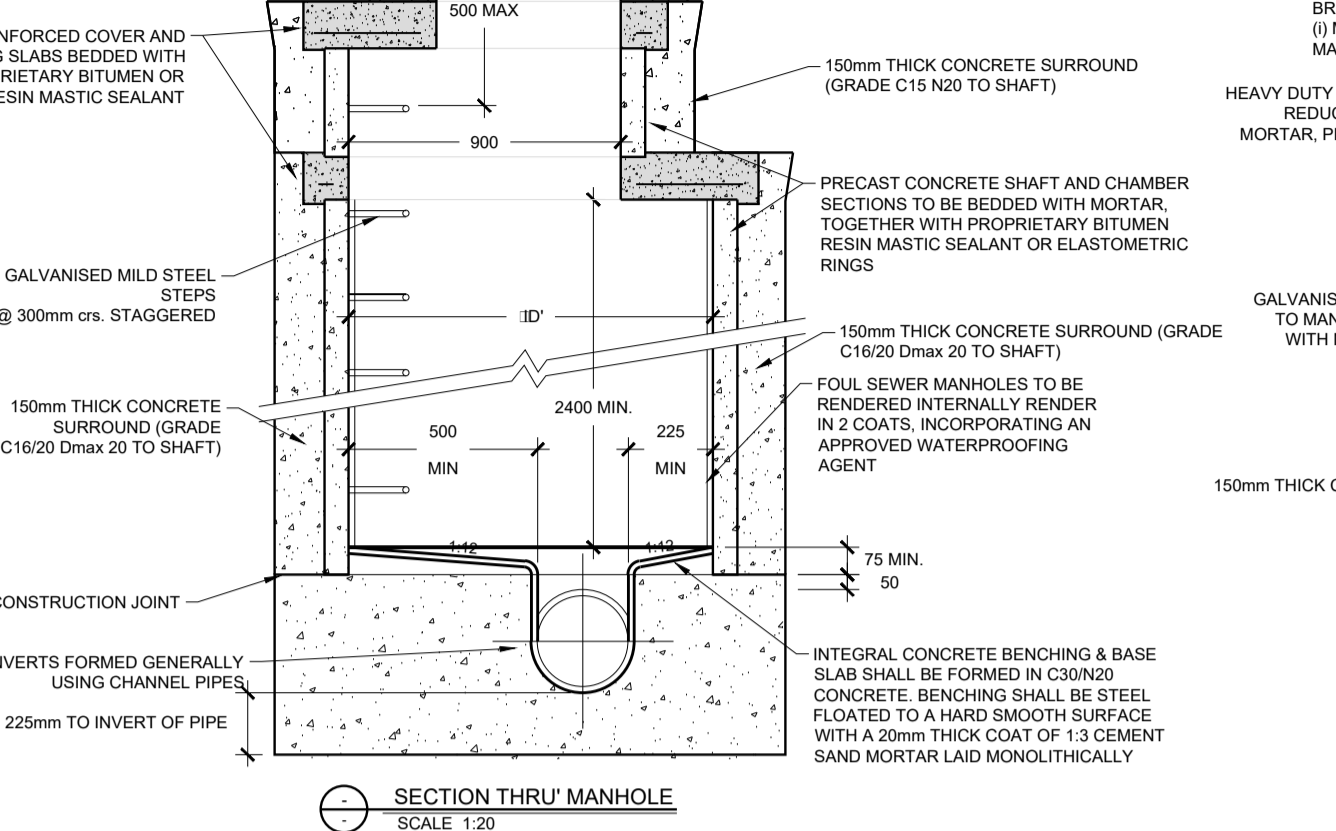 NFORCED COVER AND
G SLABS BEDDED WITH
PRIETARY BITUMEN OR
RESIN MASTIC SEALANT
GALVANISED MILD STEEL
STEPS
@ 300mm crs. STAGGERED
150mm THICK CONCRETE
SURROUND (GRADE
C16/20 Dmax 20 TO SHAFT)
CONSTRUCTION JOINT
NVERTS FORMED GENERALLY
USING CHANNEL PIPES
225mm TO INVERT OF PIPE
500 MAX
900
ID'
2400 MIN.
500
MIN
225
MIN
1:12
1:12
75 MIN.
50
150mm THICK CONCRETE SURROUND
(GRADE C15 N20 TO SHAFT)
PRECAST CONCRETE SHAFT AND CHAMBER
SECTIONS TO BE BEDDED WITH MORTAR,
TOGETHER WITH PROPRIETARY BITUMEN
RESIN MASTIC SEALANT OR ELASTOMETRIC
RINGS
150mm THICK CONCRETE SURROUND (GRADE
C16/20 Dmax 20 TO SHAFT)
FOUL SEWER MANHOLES TO BE
RENDERED INTERNALLY RENDER
IN 2 COATS, INCORPORATING AN
APPROVED WATERPROOFING
AGENT
INTEGRAL CONCRETE BENCHING & BASE
SLAB SHALL BE FORMED IN C30/N20
CONCRETE. BENCHING SHALL BE STEEL
FLOATED TO A HARD SMOOTH SURFACE
WITH A 20mm THICK COAT OF 1:3 CEMENT
SAND MORTAR LAID MONOLITHICALLY
BR
(i) M
MA
HEAVY DUTY
REDUC
MORTAR, P
GALVANIS
TO MAN
WITH
150mm THICK C
-
-
SECTION THRU' MANHOLE
SCALE 1:20